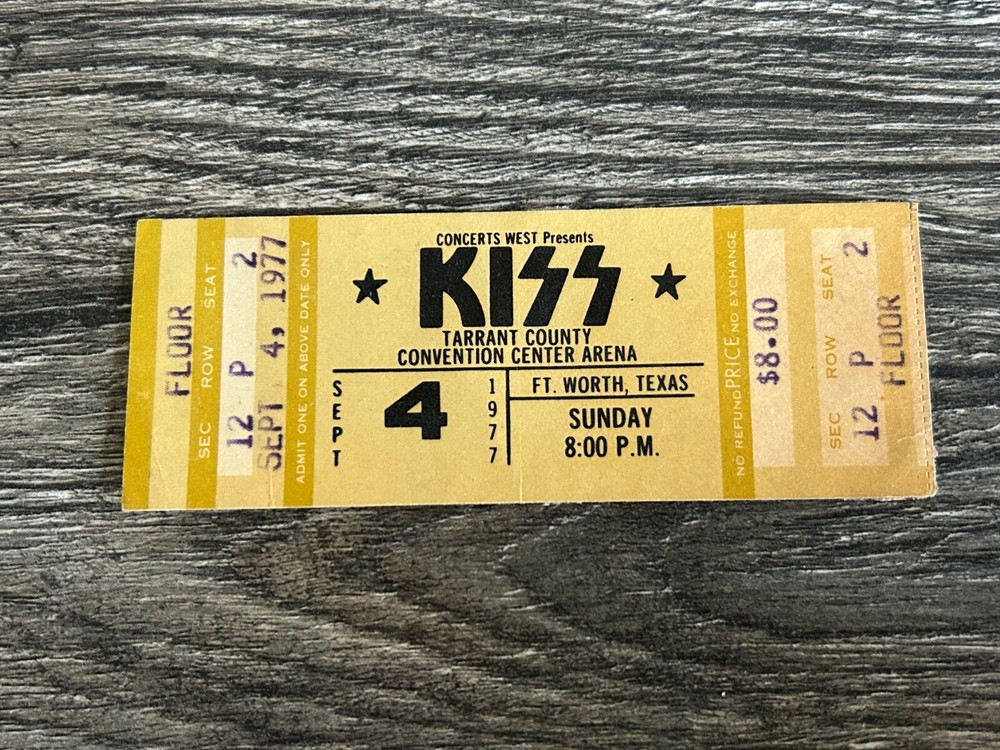 FLOOR
SEC ROW SEAT
12 P 2
SEPT 4, 1977
ADMIT ONE ON ABOVE DATE ONLY
CONCERTS WEST Presents
KISS
TARRANT COUNTY
CONVENTION CENTER ARENA
SEPT
4
1977
FT. WORTH, TEXAS
SUNDAY
8:00 P.M.
NO REFUND PRICE NO EXCHANGE
$8.00
SEC ROW SEAT
12 P 2
FLOOR